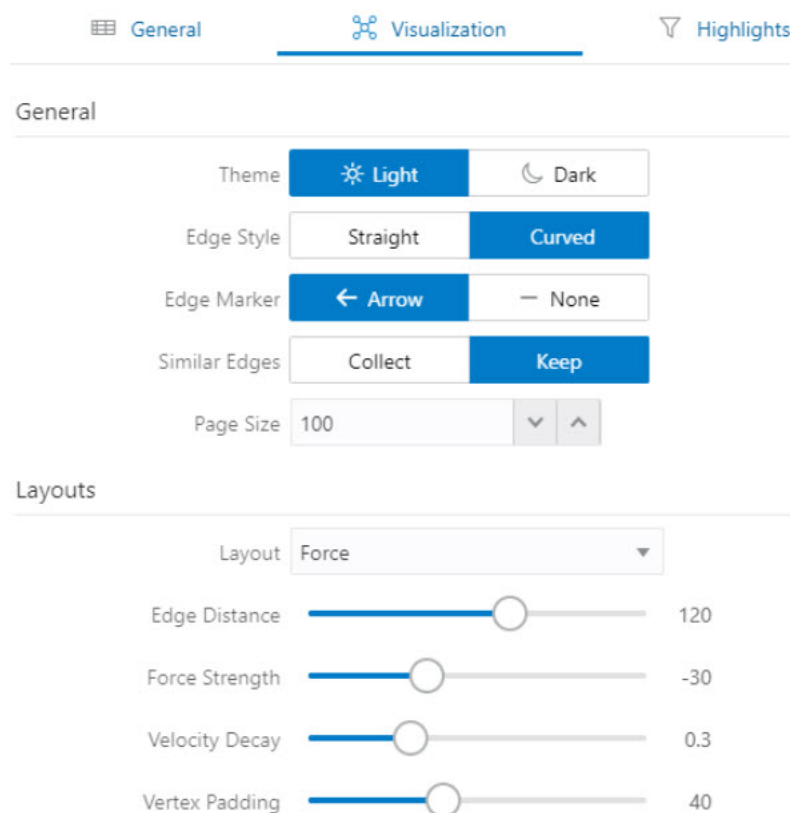 General Visualization Highlights
General
Theme Light Dark
Edge Style Straight Curved
Edge Marker Arrow None
Similar Edges Collect Keep
Page Size 100
Layouts
Layout Force
Edge Distance 120
Force Strength -30
Velocity Decay 0.3
Vertex Padding 40